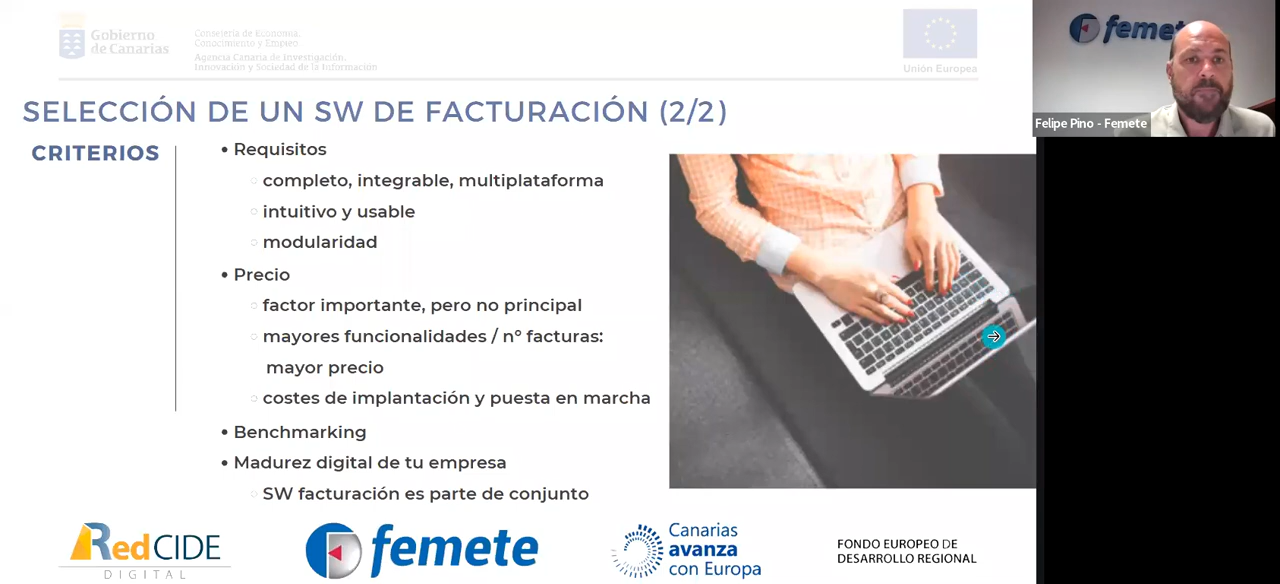 Gobierno
de Canarias
Consejería de Economía,
Conocimiento y Empleo
Agencia Canaria de Investigación,
Innovación y Sociedad de la Información
Unión Europea
femete
Felipe Pino - Femete
SELECCIÓN DE UN SW DE FACTURACIÓN (2/2)
CRITERIOS
• Requisitos
○ completo, integrable, multiplataforma
○ intuitivo y usable
○ modularidad
• Precio
○ factor importante, pero no principal
○ mayores funcionalidades / nº facturas:
mayor precio
○ costes de implantación y puesta en marcha
• Benchmarking
• Madurez digital de tu empresa
○ SW facturación es parte de conjunto
RedCIDE
DIGITAL
femete
Canarias
avanza
con Europa
FONDO EUROPEO DE
DESARROLLO REGIONAL